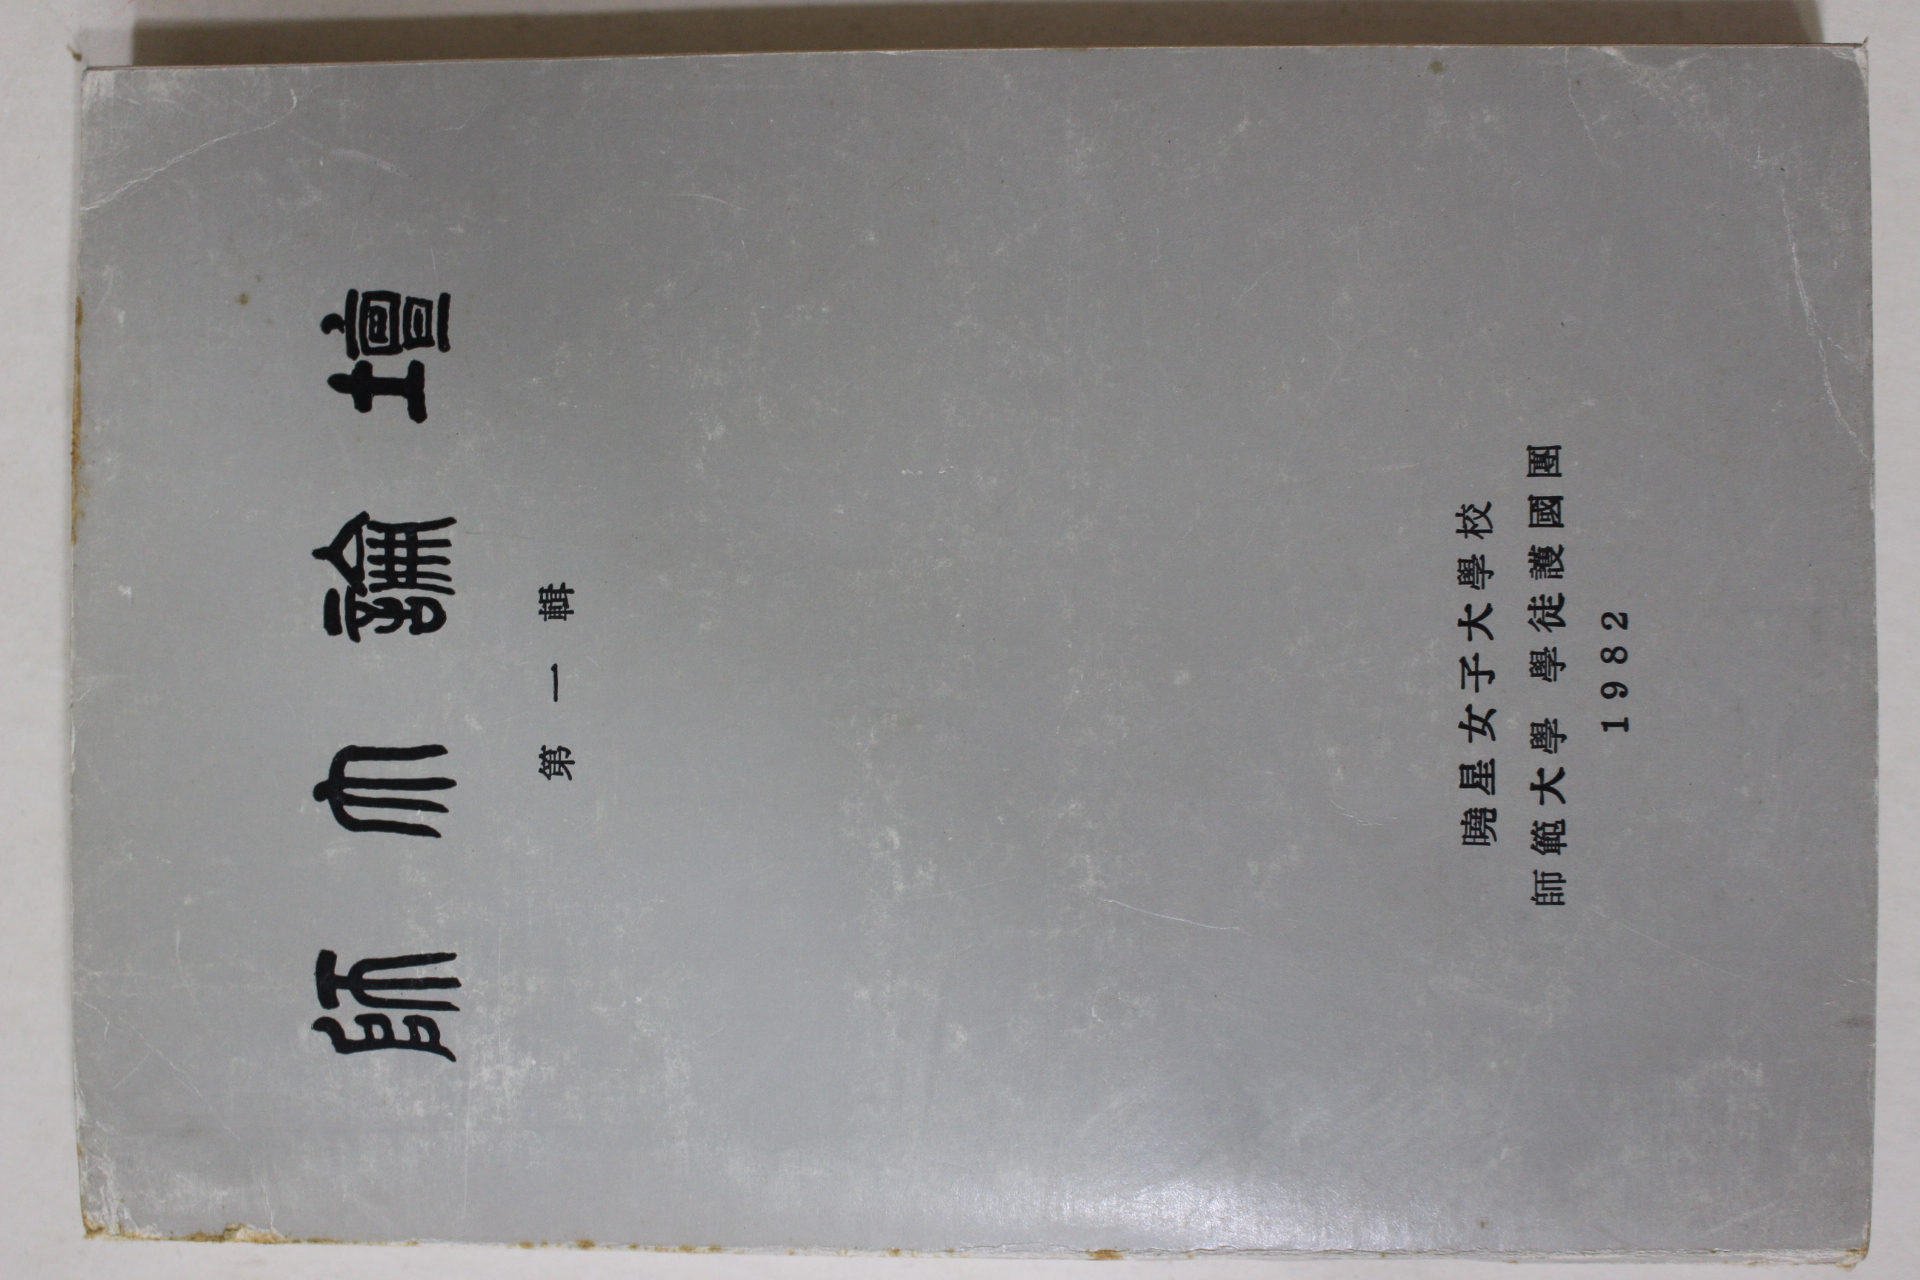 師大論壇
第一輯
曉星女子大學校
師範大學 學徒護國團
1982